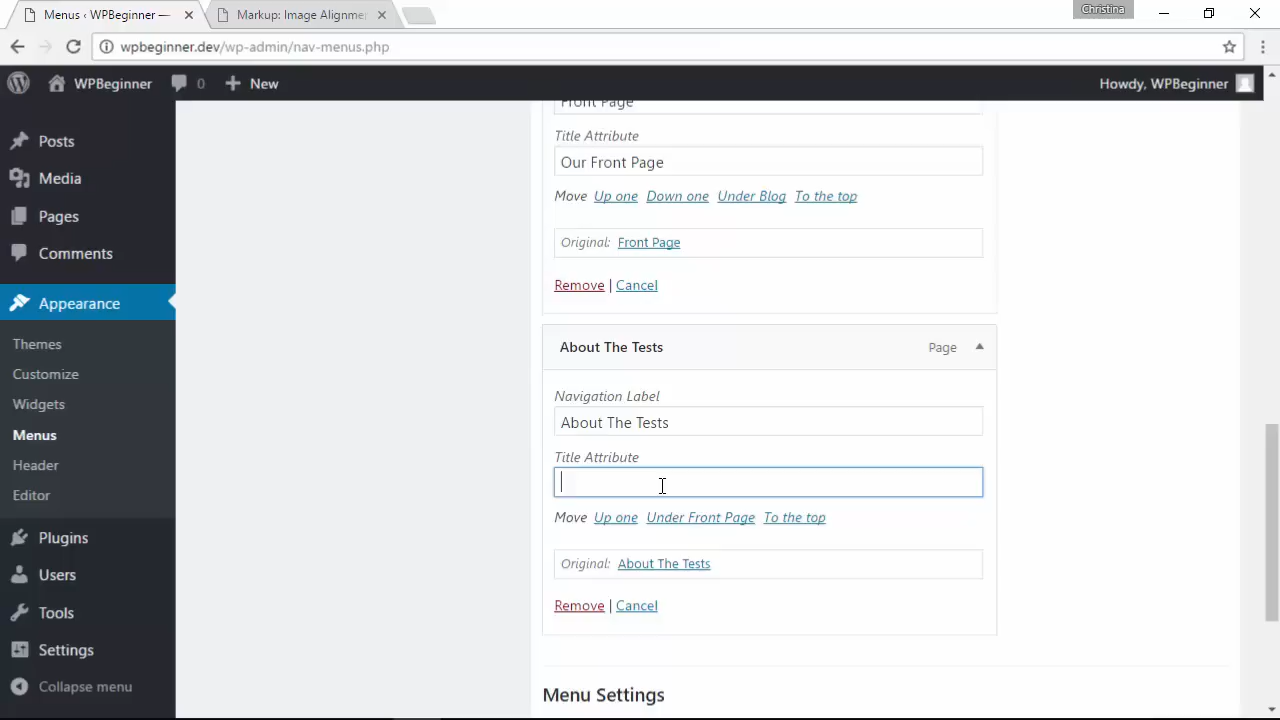 Menus ‹ WPBeginner —
Markup: Image Alignme
Christina
wpbeginner.dev/wp-admin/nav-menus.php
WPBeginner
0
New
Howdy, WPBeginner
Posts
Media
Pages
Comments
Appearance
Themes
Customize
Widgets
Menus
Header
Editor
Plugins
Users
Tools
Settings
Collapse menu
Front Page
Title Attribute
Our Front Page
Move Up one Down one Under Blog To the top
Original: Front Page
Remove | Cancel
About The Tests Page
Navigation Label
About The Tests
Title Attribute
Move Up one Under Front Page To the top
Original: About The Tests
Remove | Cancel
Menu Settings